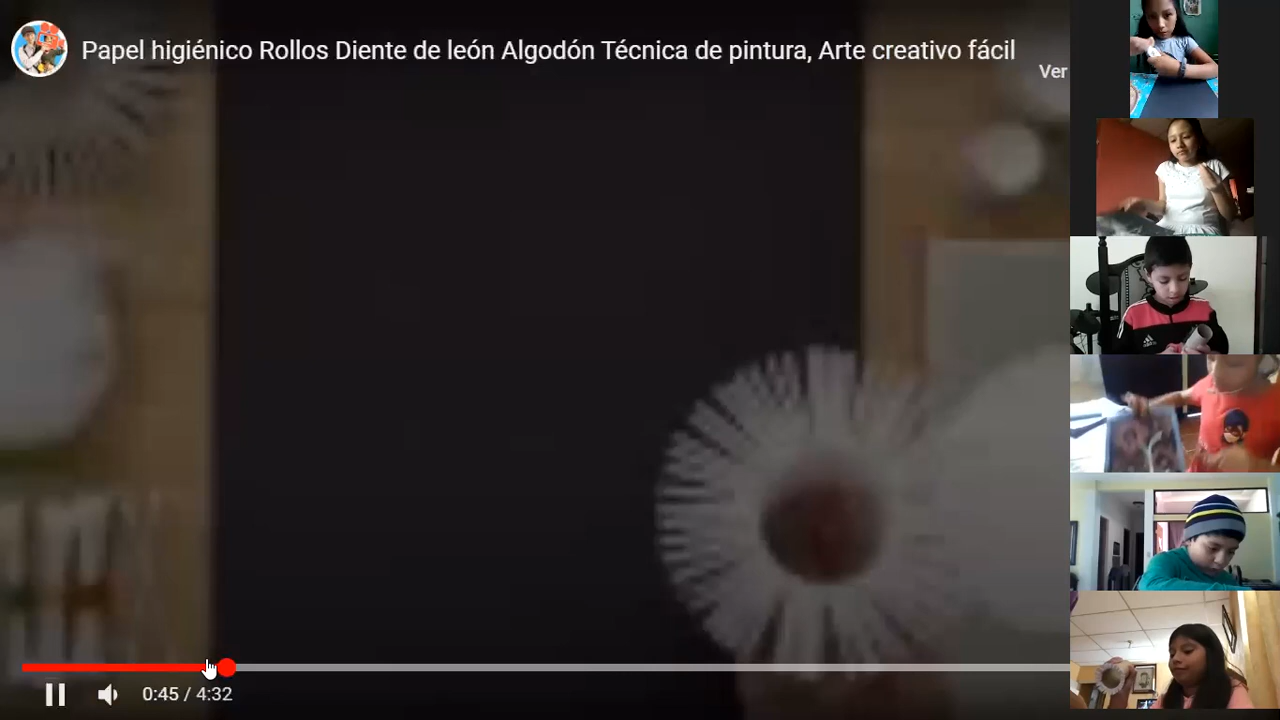 Papel higiénico Rollos Diente de león Algodón Técnica de pintura, Arte creativo fácil
Ver
0:45 / 4:32